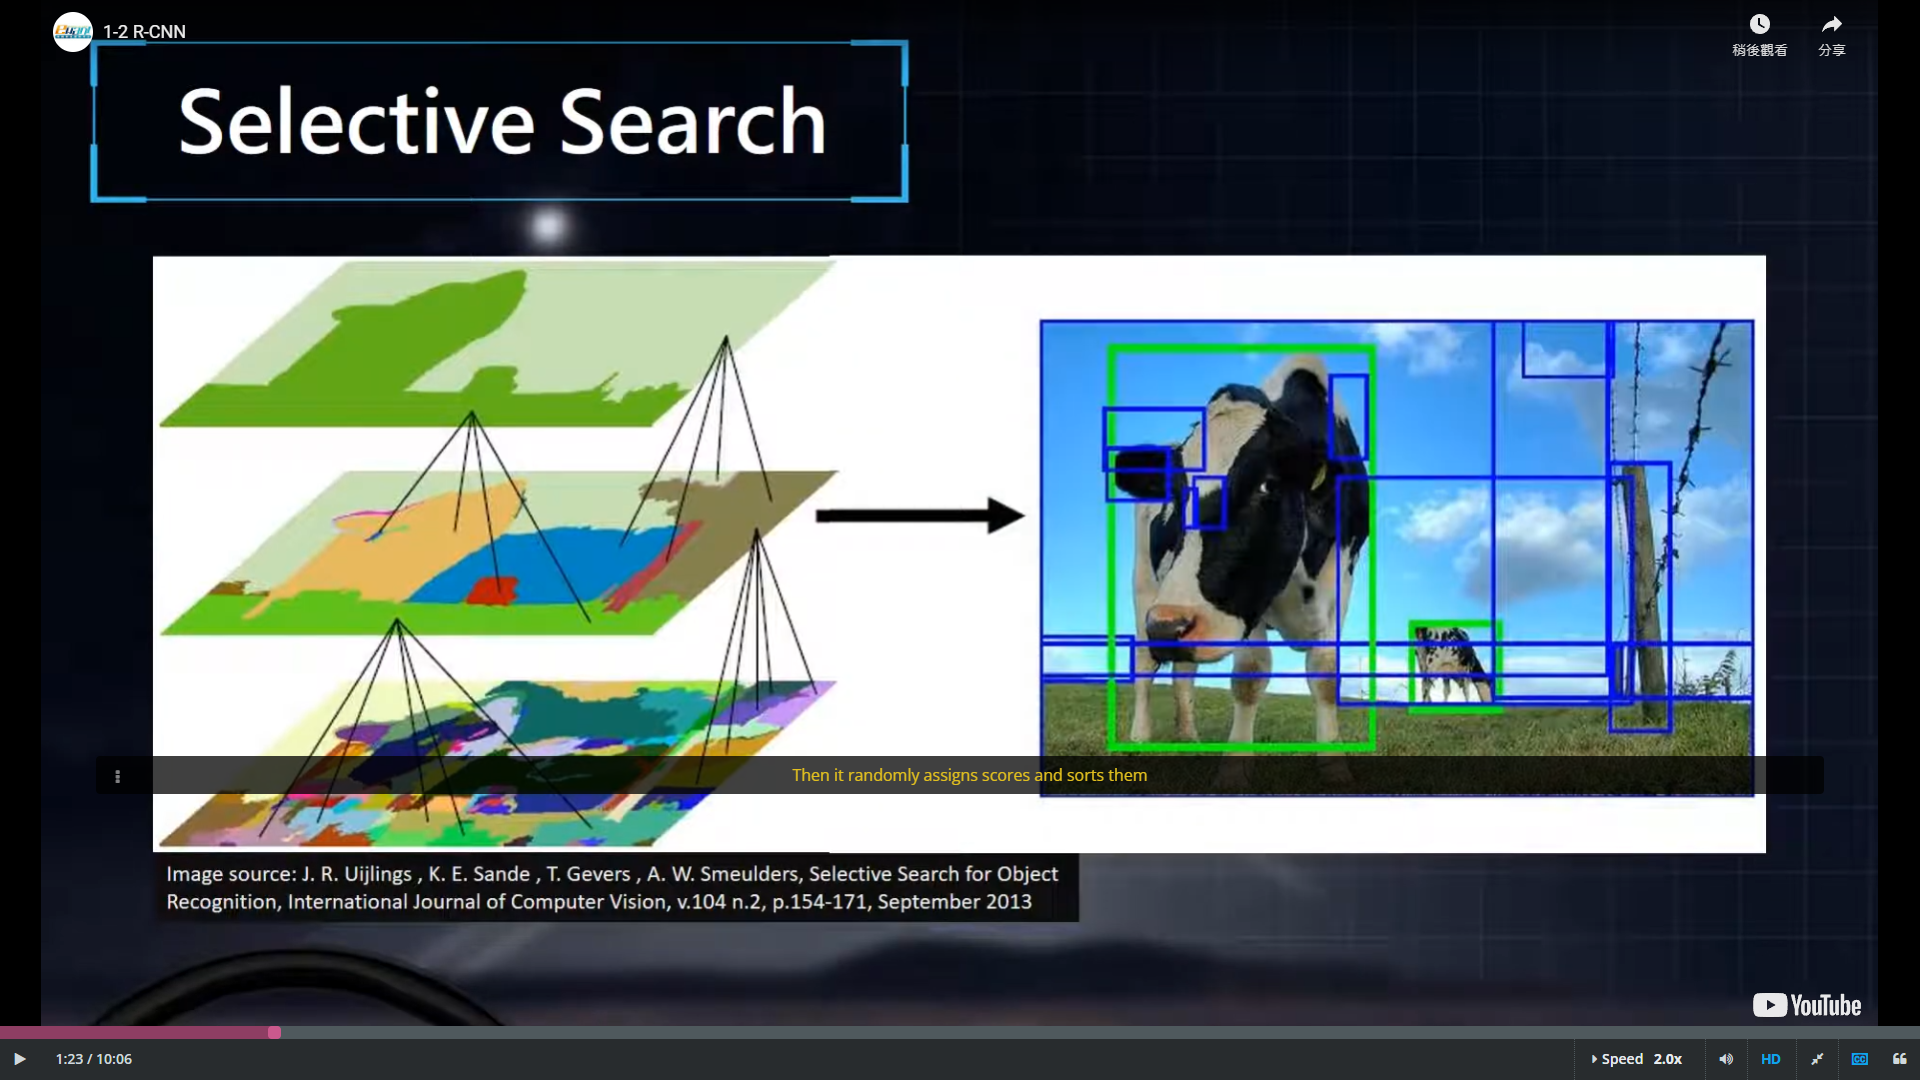 1-2 R-CNN
稍後觀看
分享
Selective Search
Then it randomly assigns scores and sorts them
Image source: J. R. Uijlings , K. E. Sande , T. Gevers , A. W. Smeulders, Selective Search for Object
Recognition, International Journal of Computer Vision, v.104 n.2, p.154-171, September 2013
YouTube
1:23 / 10:06
Speed 2.0x
HD
CC